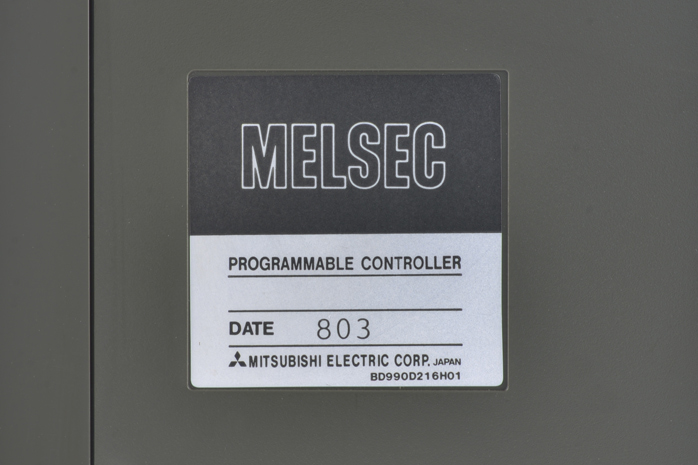 MELSEC
PROGRAMMABLE CONTROLLER
DATE 803
MITSUBISHI ELECTRIC CORP. JAPAN
BD990D216H01